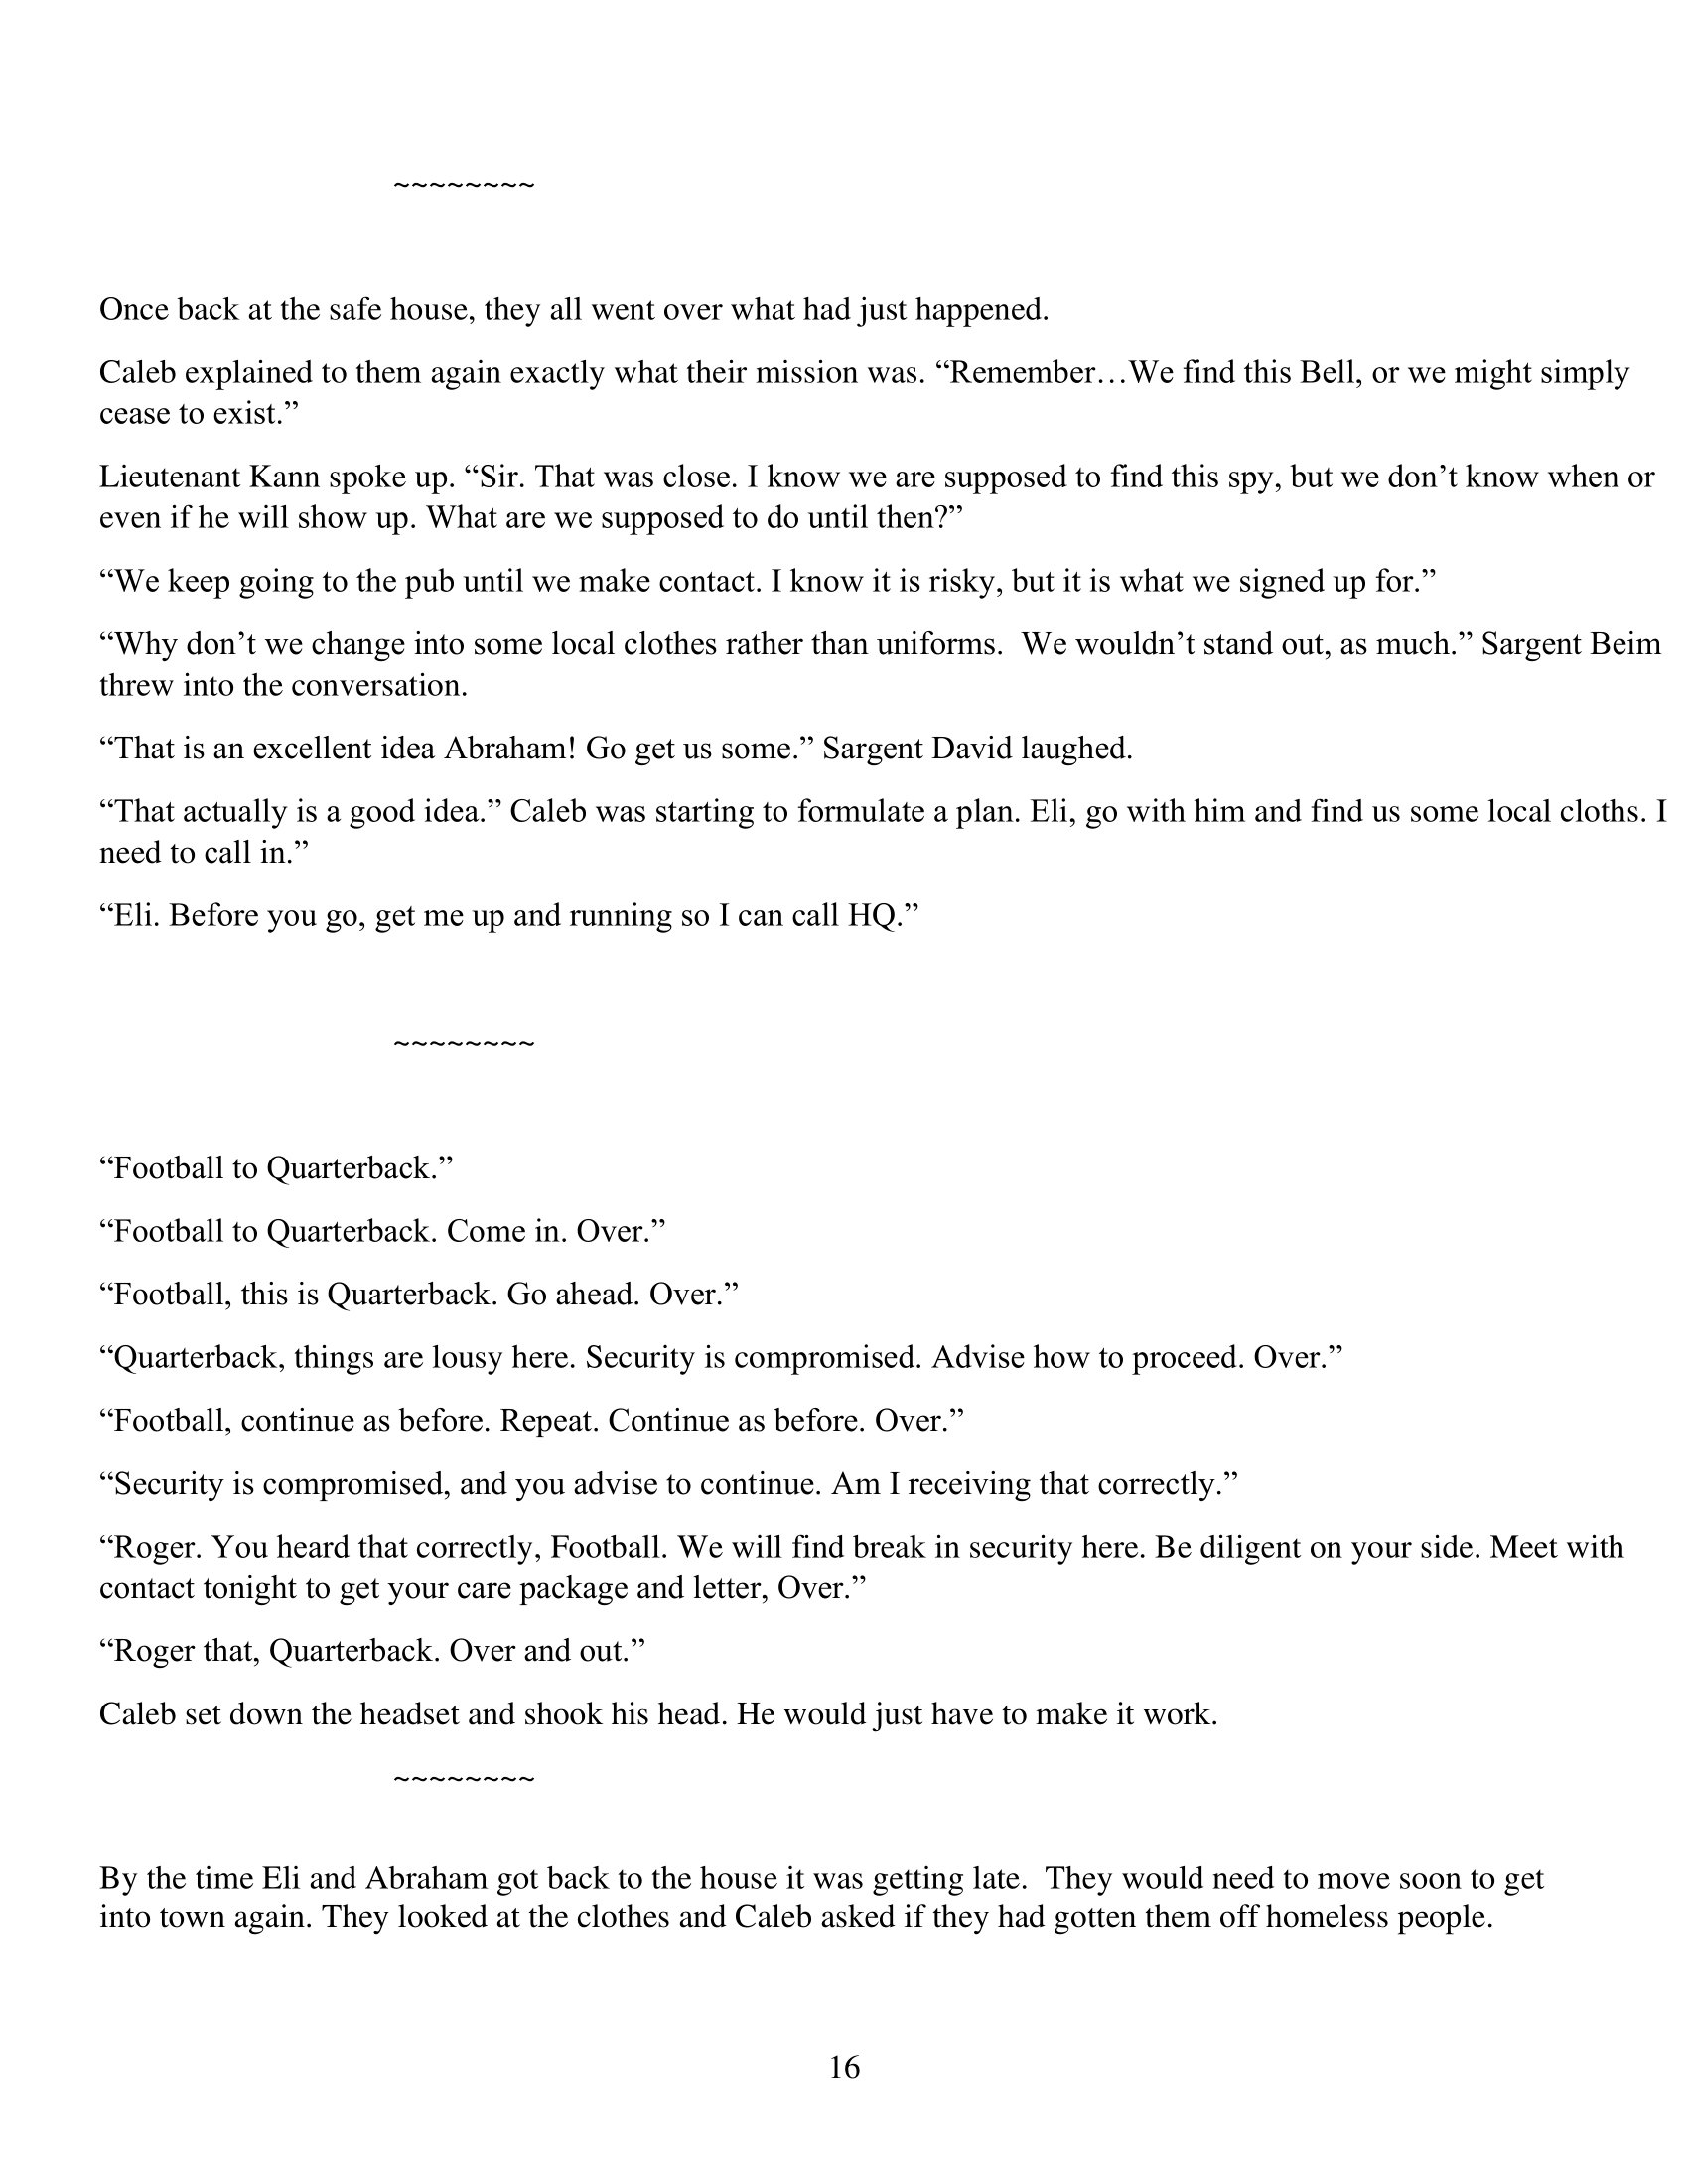 ~~~~~~~~
Once back at the safe house, they all went over what had just happened.
Caleb explained to them again exactly what their mission was. “Remember…We find this Bell, or we might simply
cease to exist.”
Lieutenant Kann spoke up. “Sir. That was close. I know we are supposed to find this spy, but we don’t know when or
even if he will show up. What are we supposed to do until then?”
“We keep going to the pub until we make contact. I know it is risky, but it is what we signed up for.”
“Why don’t we change into some local clothes rather than uniforms.  We wouldn’t stand out, as much.” Sargent Beim
threw into the conversation.
“That is an excellent idea Abraham! Go get us some.” Sargent David laughed.
“That actually is a good idea.” Caleb was starting to formulate a plan. Eli, go with him and find us some local cloths. I
need to call in.”
“Eli. Before you go, get me up and running so I can call HQ.”
~~~~~~~~
“Football to Quarterback.”
“Football to Quarterback. Come in. Over.”
“Football, this is Quarterback. Go ahead. Over.”
“Quarterback, things are lousy here. Security is compromised. Advise how to proceed. Over.”
“Football, continue as before. Repeat. Continue as before. Over.”
“Security is compromised, and you advise to continue. Am I receiving that correctly.”
“Roger. You heard that correctly, Football. We will find break in security here. Be diligent on your side. Meet with
contact tonight to get your care package and letter, Over.”
“Roger that, Quarterback. Over and out.”
Caleb set down the headset and shook his head. He would just have to make it work.
~~~~~~~~
By the time Eli and Abraham got back to the house it was getting late.  They would need to move soon to get
into town again. They looked at the clothes and Caleb asked if they had gotten them off homeless people.
16